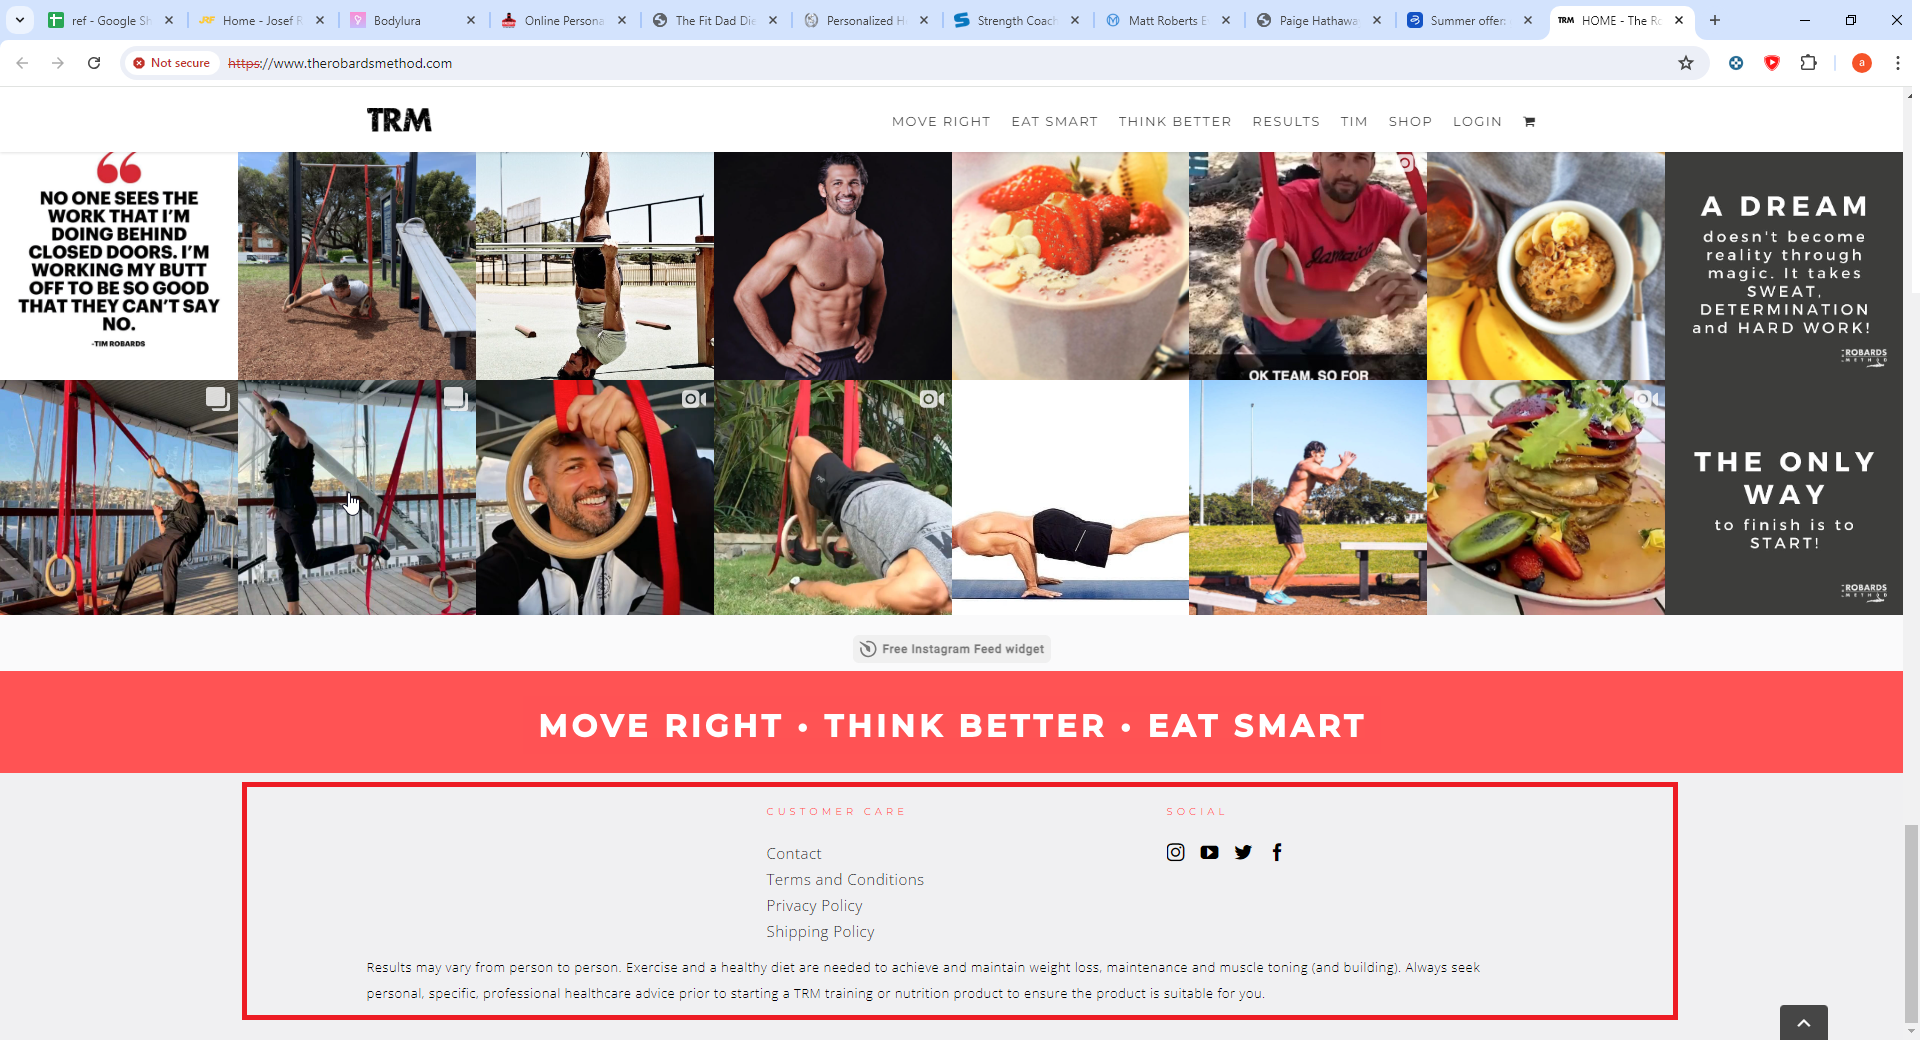 ref - Google Sh
Home - Josef R
Bodylura
Online Persona
The Fit Dad Die
Personalized H
Strength Coach
Matt Roberts E
Paige Hathawa
Summer offer:
TRM HOME - The Ro
Not secure
https://www.therobardsmethod.com
a
TRM
MOVE RIGHT
EAT SMART
THINK BETTER
RESULTS
TIM
SHOP
LOGIN
NO ONE SEES THE
WORK THAT I'M
DOING BEHIND
CLOSED DOORS. I'M
WORKING MY BUTT
OFF TO BE SO GOOD
THAT THEY CAN'T SAY
NO.
-TIM ROBARDS
Jamaica
OK TEAM, SO FOR
A DREAM
doesn't become
reality through
magic. It takes
SWEAT,
DETERMINATION
and HARD WORK!
ROBARDS
METHOD
THE ONLY
WAY
to finish is to
START!
ROBARDS
METHOD
Free Instagram Feed widget
MOVE RIGHT • THINK BETTER • EAT SMART
CUSTOMER CARE
Contact
Terms and Conditions
Privacy Policy
Shipping Policy
SOCIAL
Results may vary from person to person. Exercise and a healthy diet are needed to achieve and maintain weight loss, maintenance and muscle toning (and building). Always seek
personal, specific, professional healthcare advice prior to starting a TRM training or nutrition product to ensure the product is suitable for you.